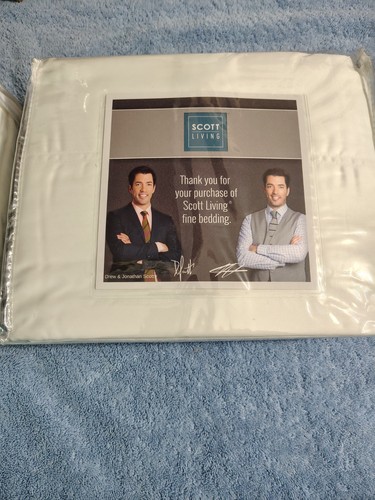 SCOTT
LIVING
Thank you for
your purchase of
Scott Living®
fine bedding.
Drew & Jonathan Scott